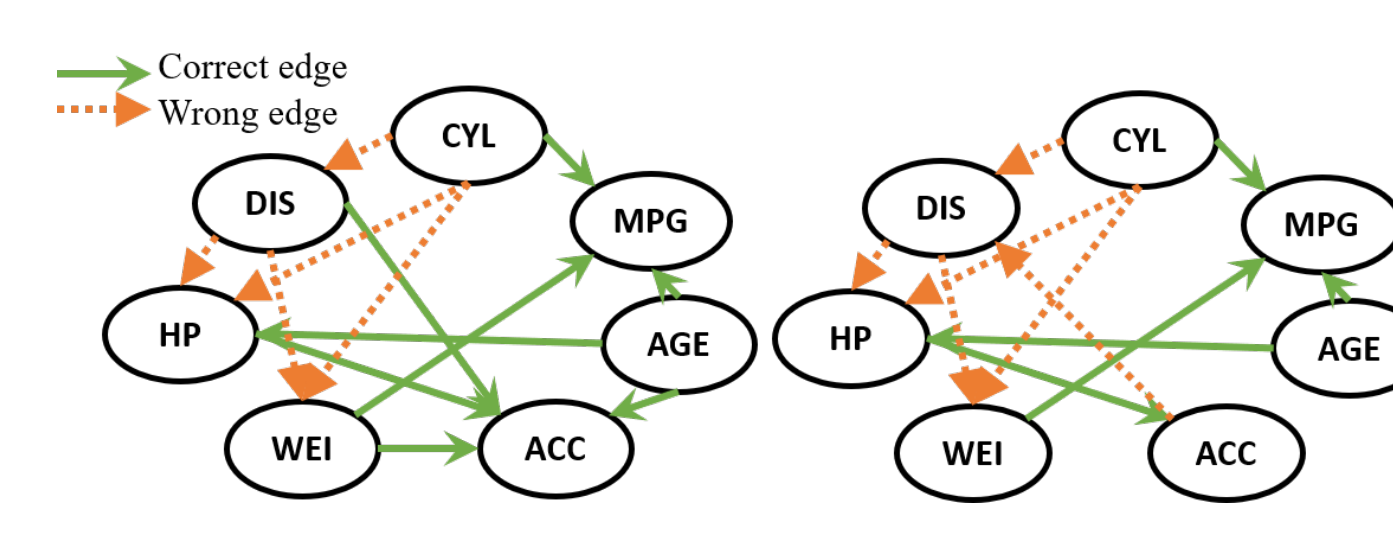 Correct edge
Wrong edge
CYL
DIS
MPG
HP
AGE
WEI
ACC
CYL
DIS
MPG
HP
AGE
WEI
ACC